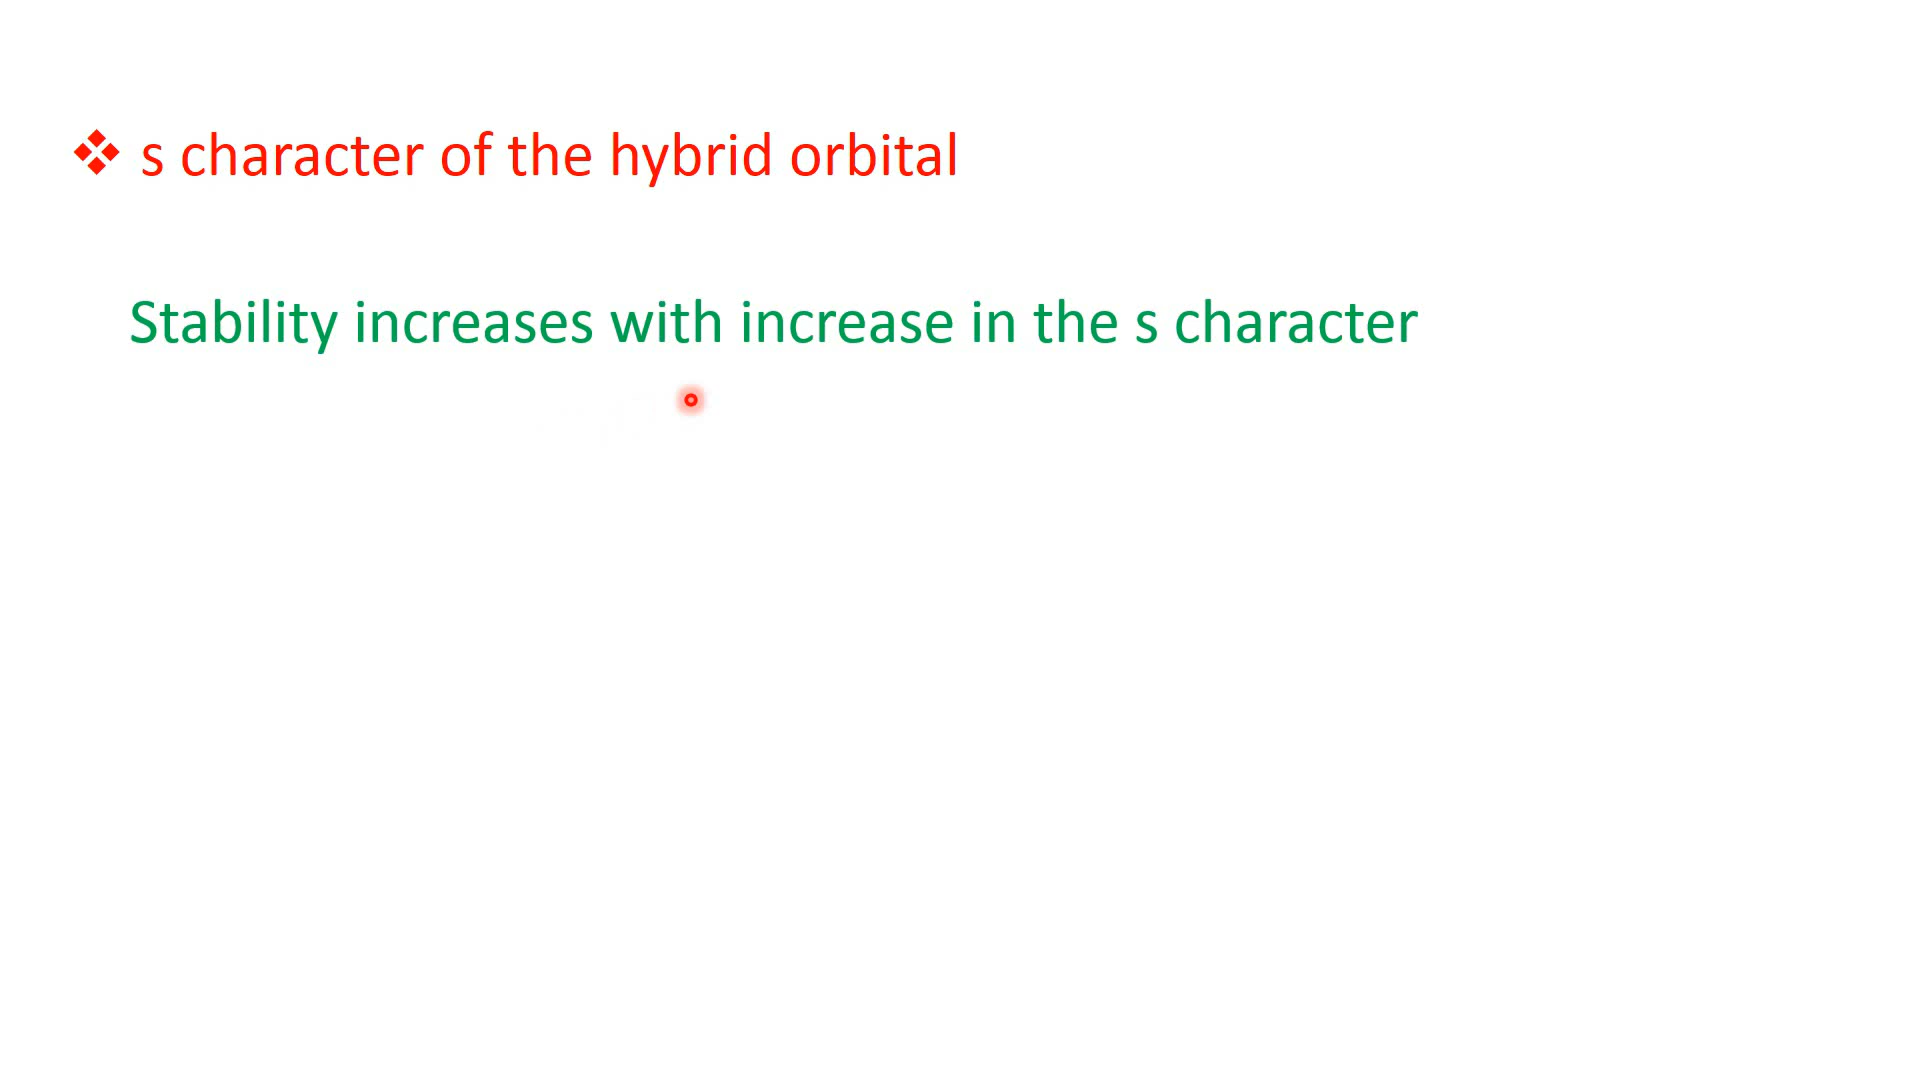 ❖ s character of the hybrid orbital
Stability increases with increase in the s character